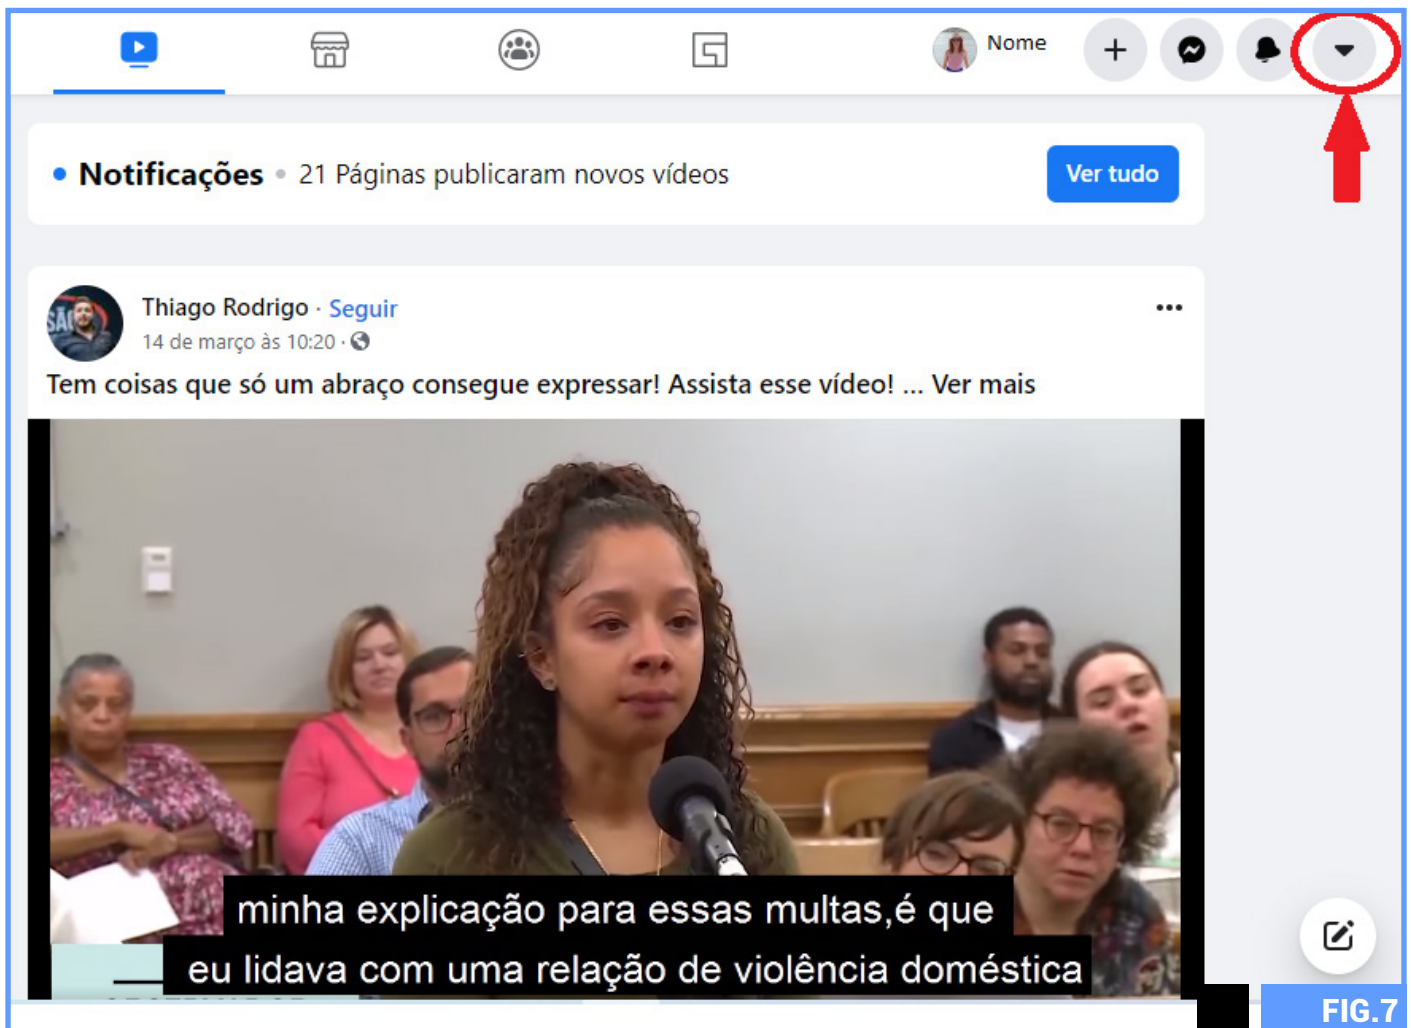 Nome
Notificações • 21 Páginas publicaram novos vídeos
Ver tudo
Thiago Rodrigo · Seguir
14 de março às 10:20 ·
Tem coisas que só um abraço consegue expressar! Assista esse vídeo! ... Ver mais
SÃO
minha explicação para essas multas,é que
eu lidava com uma relação de violência doméstica
FIG.7